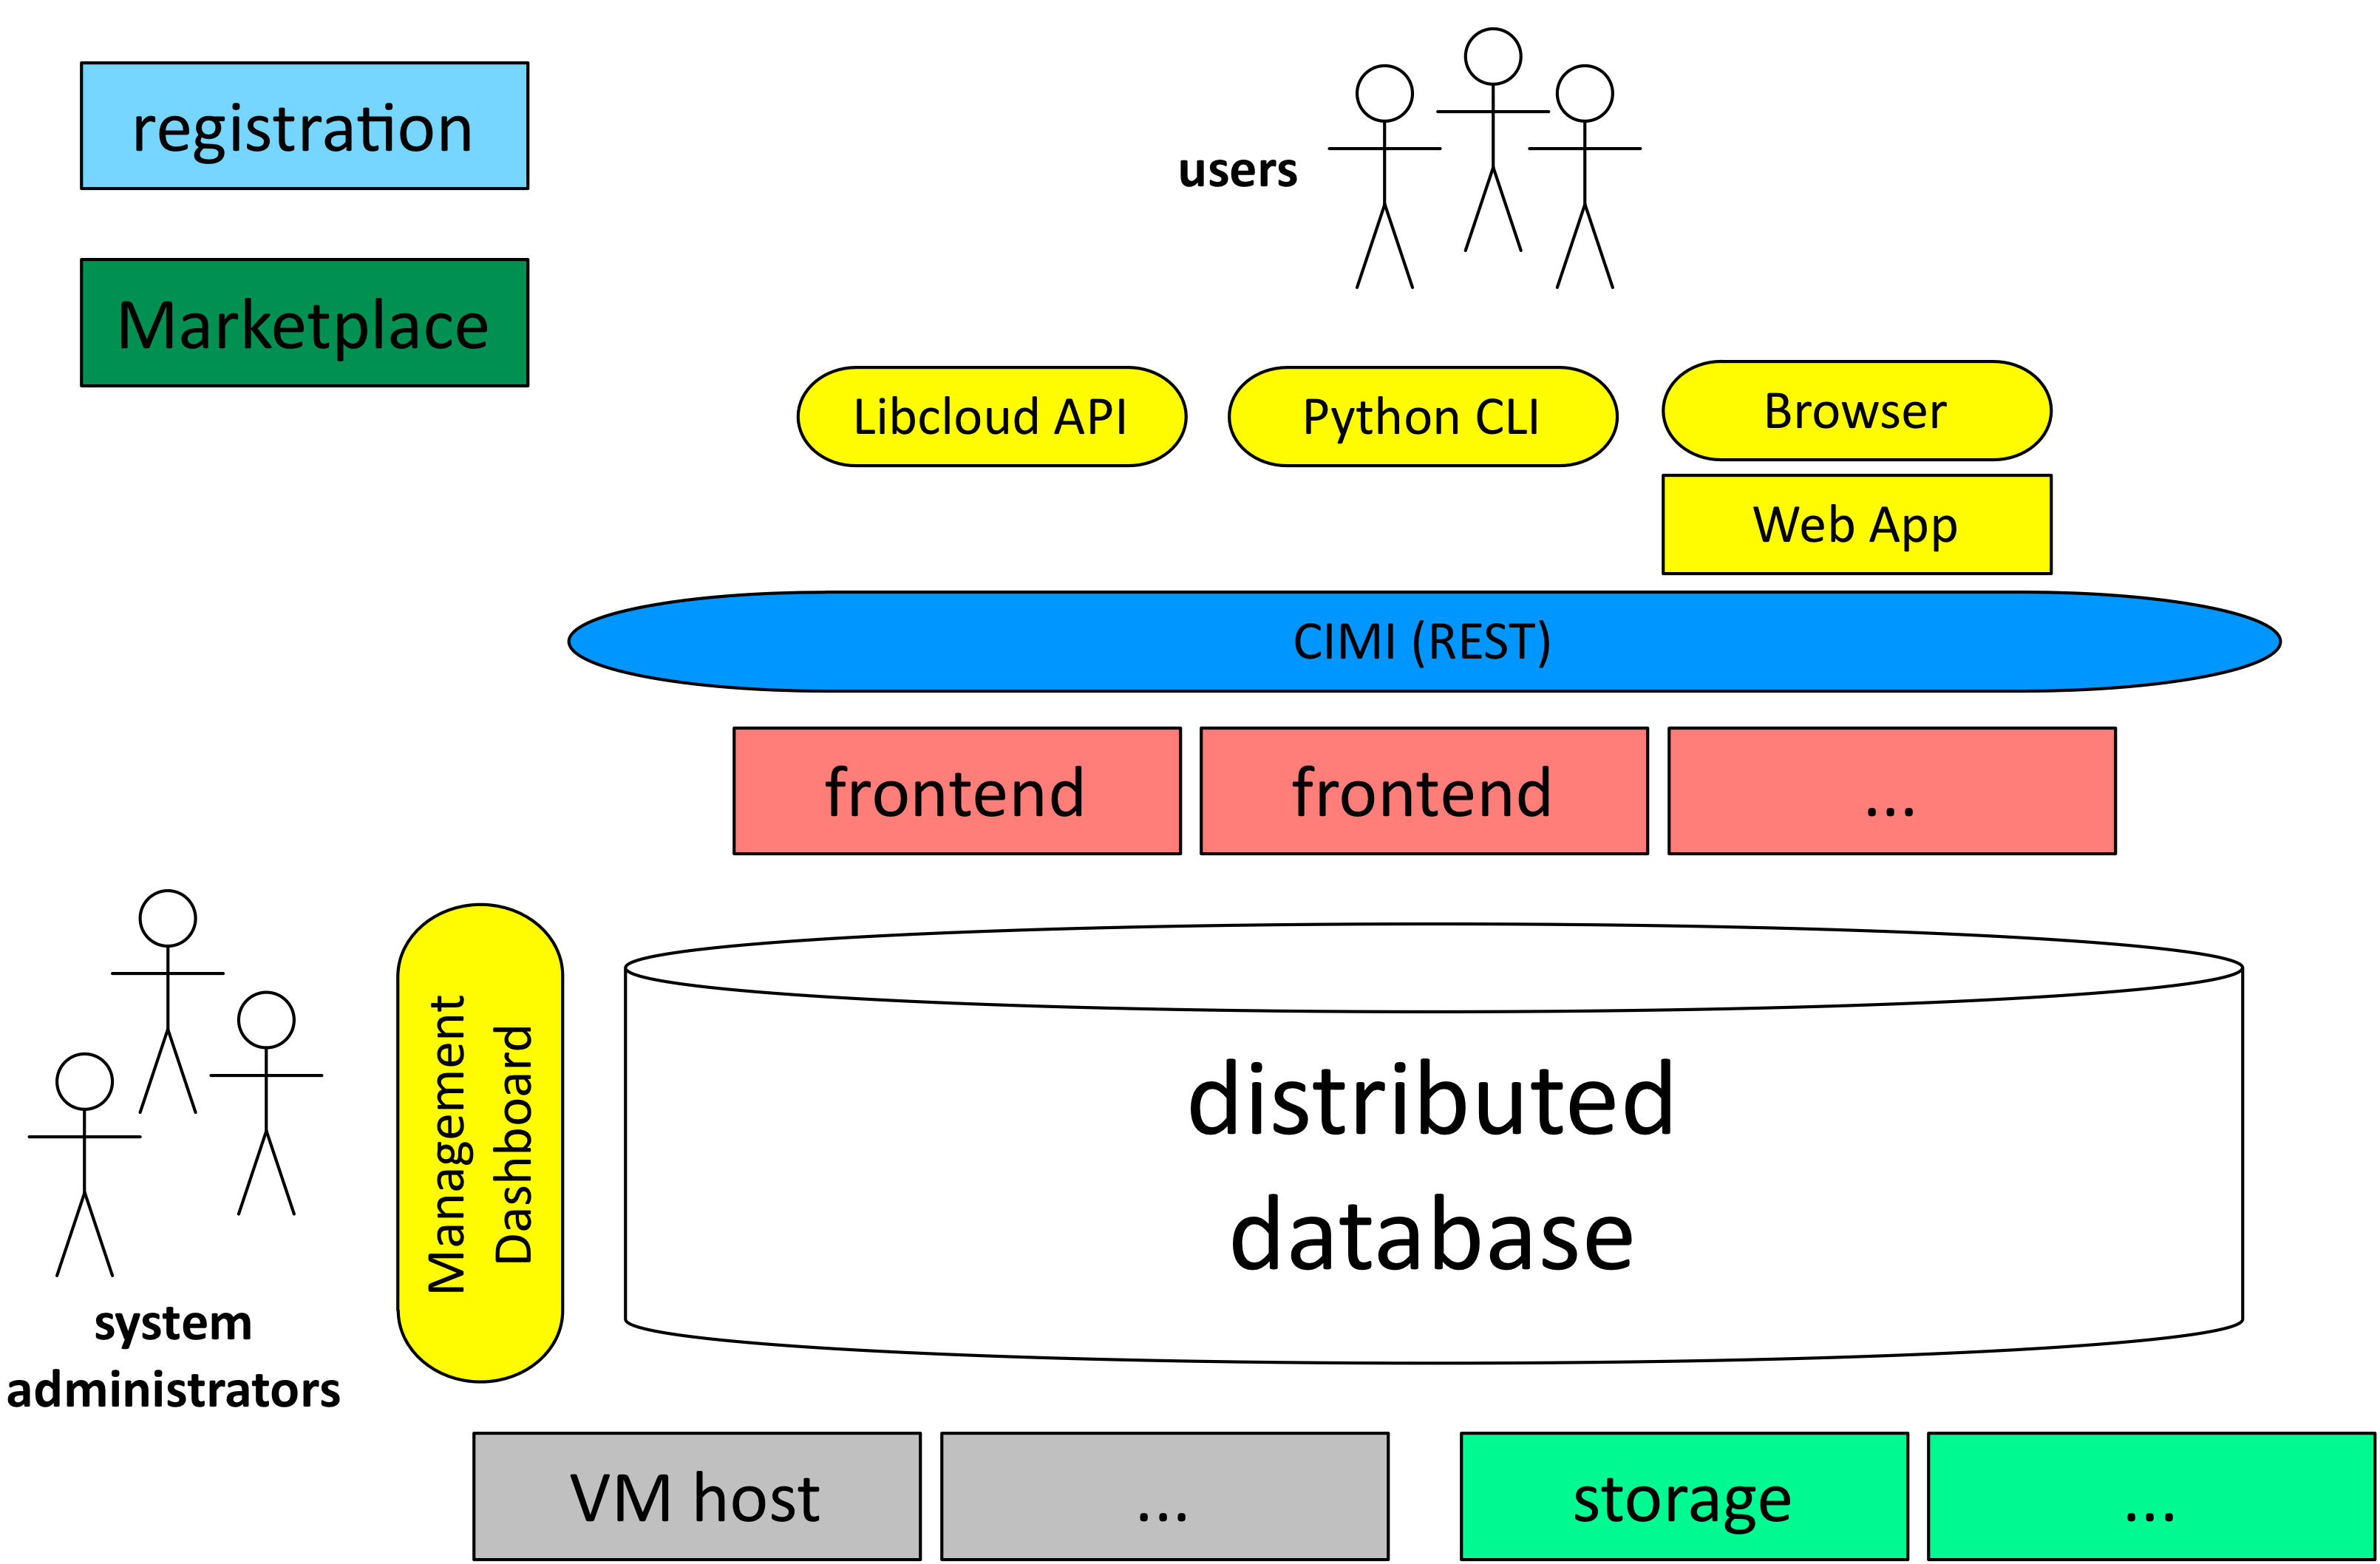 registration
Marketplace
users
Libcloud API
Python CLI
Browser
Web App
CIMI (REST)
frontend
frontend
...
Management
Dashboard
distributed
database
system
administrators
VM host
...
storage
...